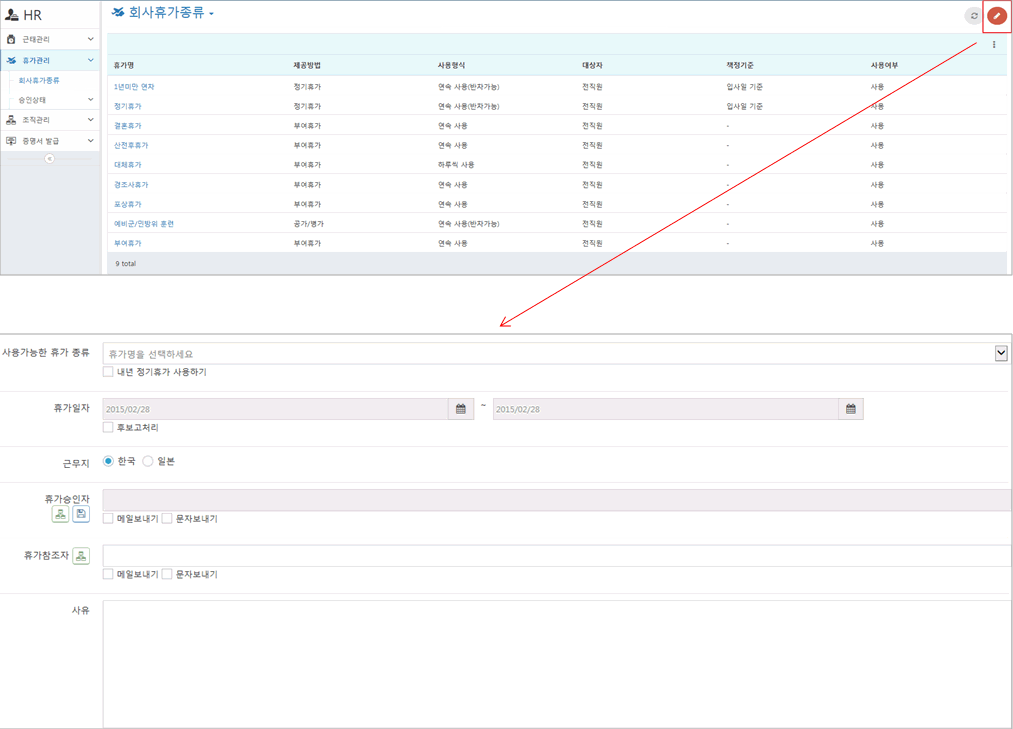 HR
회사휴가종류
근태관리
휴가관리
회사휴가종류
승인상태
조직관리
증명서 발급
휴가명 제공방법 사용형식 대상자 책정기준 사용여부
1년미만 연차 정기휴가 연속 사용(반차가능) 전직원 입사일 기준 사용
정기휴가 정기휴가 연속 사용(반차가능) 전직원 입사일 기준 사용
결혼휴가 부여휴가 연속 사용 전직원 - 사용
산전후휴가 부여휴가 연속 사용 전직원 - 사용
대체휴가 부여휴가 하루씩 사용 전직원 - 사용
경조사휴가 부여휴가 연속 사용 전직원 - 사용
포상휴가 부여휴가 연속 사용 전직원 - 사용
예비군/민방위 훈련 공가/병가 연속 사용(반차가능) 전직원 - 사용
부여휴가 부여휴가 연속 사용 전직원 - 사용
9 total
사용가능한 휴가 종류 휴가명을 선택하세요
내년 정기휴가 사용하기
휴가일자 2015/02/28 ~ 2015/02/28
후보고처리
근무지 한국 일본
휴가승인자
메일보내기 문자보내기
휴가참조자
메일보내기 문자보내기
사유